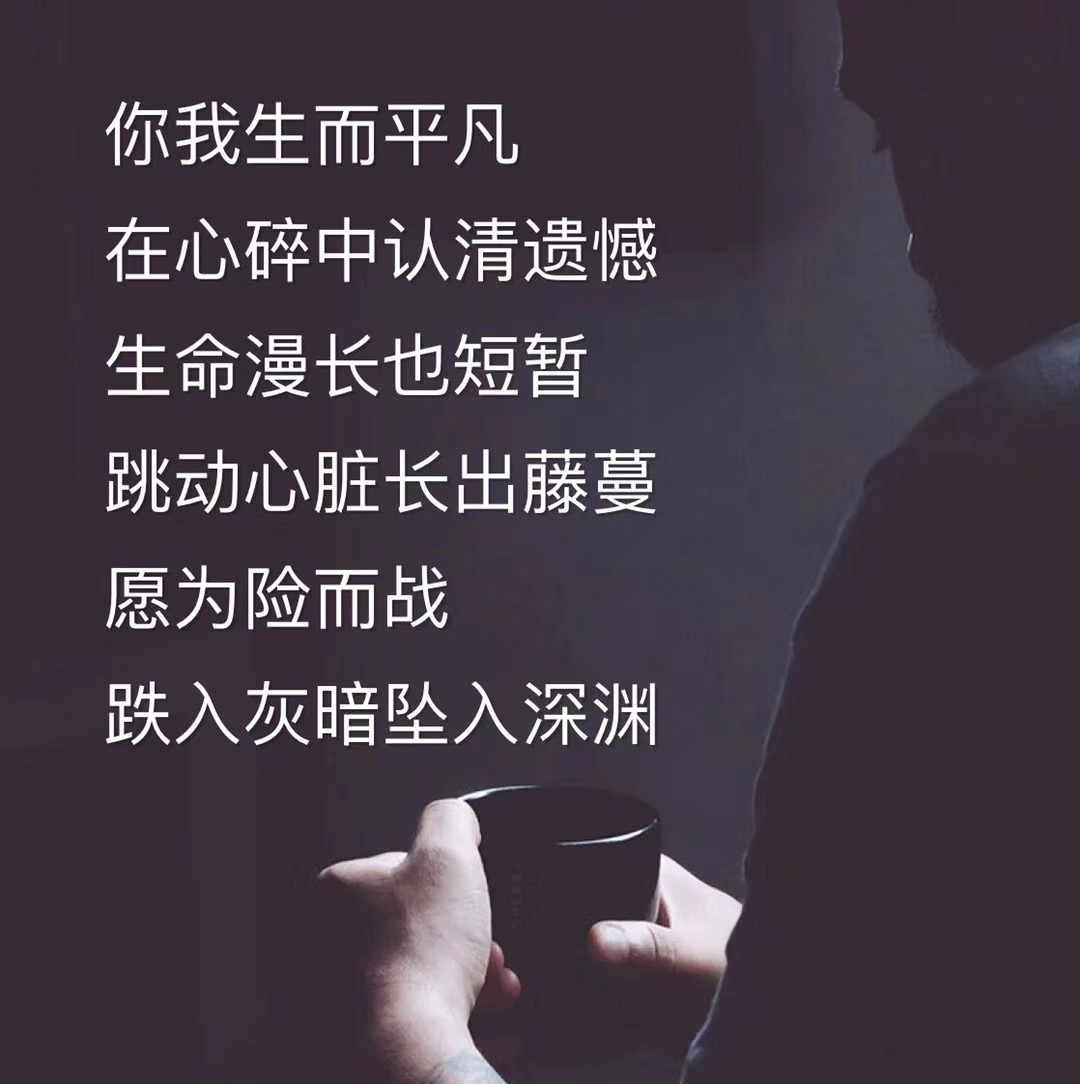 你我生而平凡
在心碎中认清遗憾
生命漫长也短暂
跳动心脏长出藤蔓
愿为险而战
跌入灰暗坠入深渊